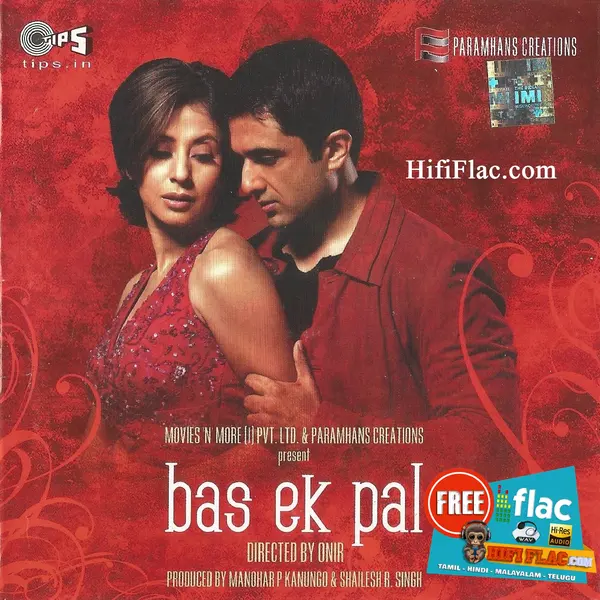 TIPS
tips.in
PARAMHANS CREATIONS
IMI
HifiFlac.com
MOVIES 'N MORE (I) PVT. LTD. & PARAMHANS CREATIONS
present
bas ek pal
DIRECTED BY ONIR
PRODUCED BY MANOHAR P KANUNGO & SHAILESH R. SINGH
FREE
flac
WAV
Hi-Res
AUDIO
HIFI FLAC.COM
TAMIL - HINDI - MALAYALAM - TELUGU